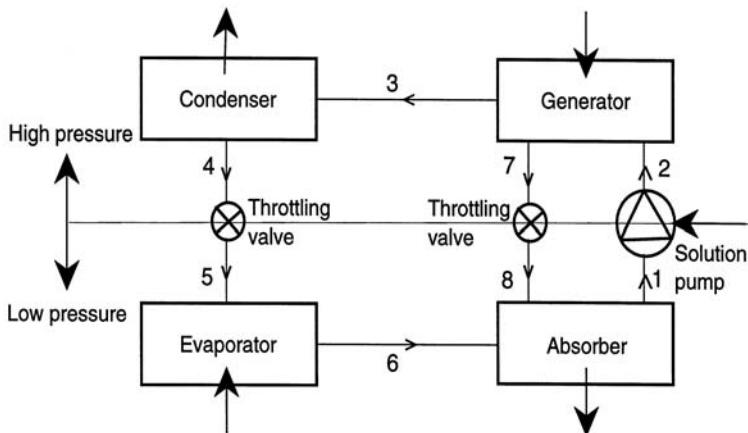 Condenser
3
Generator
High pressure
4
7
2
Throttling
valve
Throttling
valve
Solution
pump
5
8
1
Low pressure
Evaporator
6
Absorber